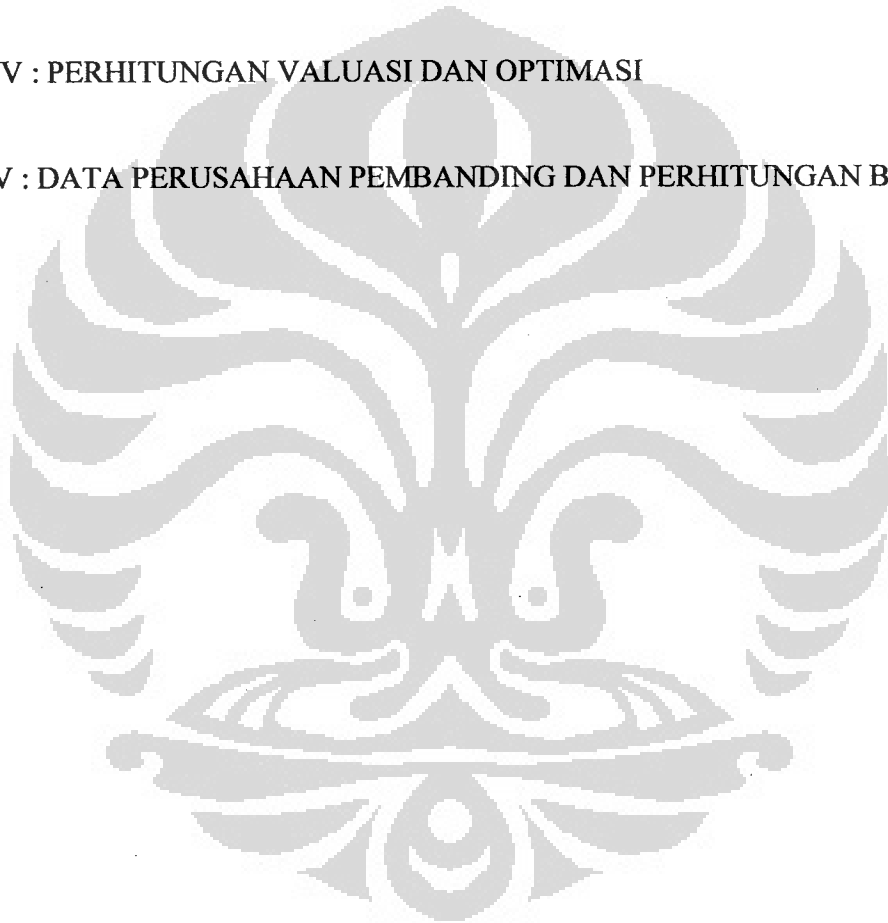 V : PERHITUNGAN VALUASI DAN OPTIMASI
V : DATA PERUSAHAAN PEMBANDING DAN PERHITUNGAN B